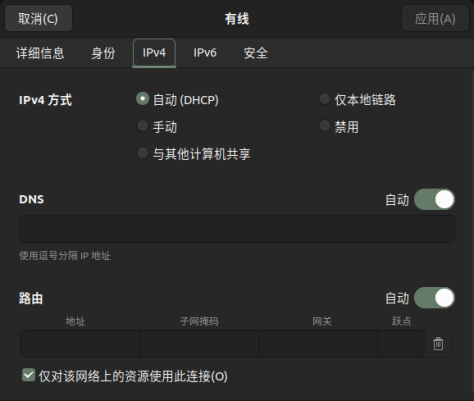 取消(C) 有线 应用(A)
详细信息 身份 IPv4 IPv6 安全
IPv4 方式 自动 (DHCP) 仅本地链路
手动 禁用
与其他计算机共享
DNS 自动
使用逗号分隔 IP 地址
路由 自动
地址 子网掩码 网关 跃点
仅对该网络上的资源使用此连接(O)